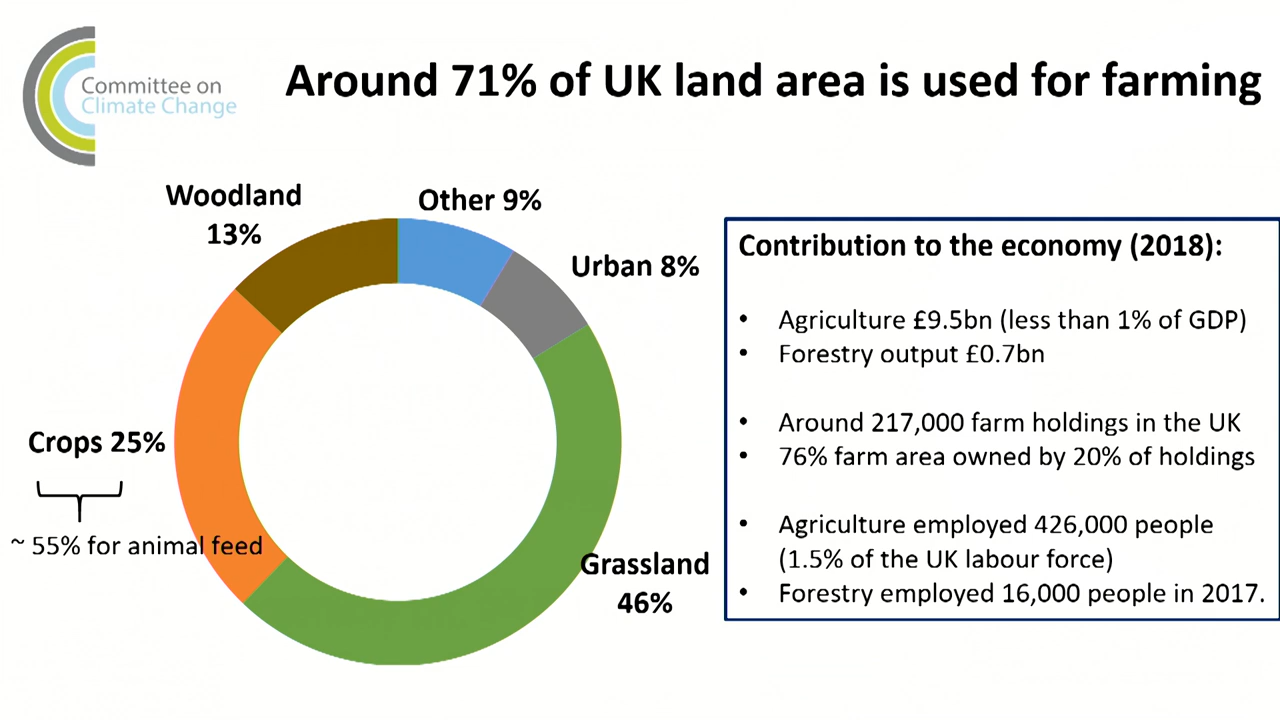 Committee on
Climate Change
Around 71% of UK land area is used for farming
Woodland
13%
Other 9%
Urban 8%
Crops 25%
~ 55% for animal feed
Grassland
46%
Contribution to the economy (2018):
• Agriculture £9.5bn (less than 1% of GDP)
• Forestry output £0.7bn
• Around 217,000 farm holdings in the UK
• 76% farm area owned by 20% of holdings
• Agriculture employed 426,000 people
(1.5% of the UK labour force)
• Forestry employed 16,000 people in 2017.